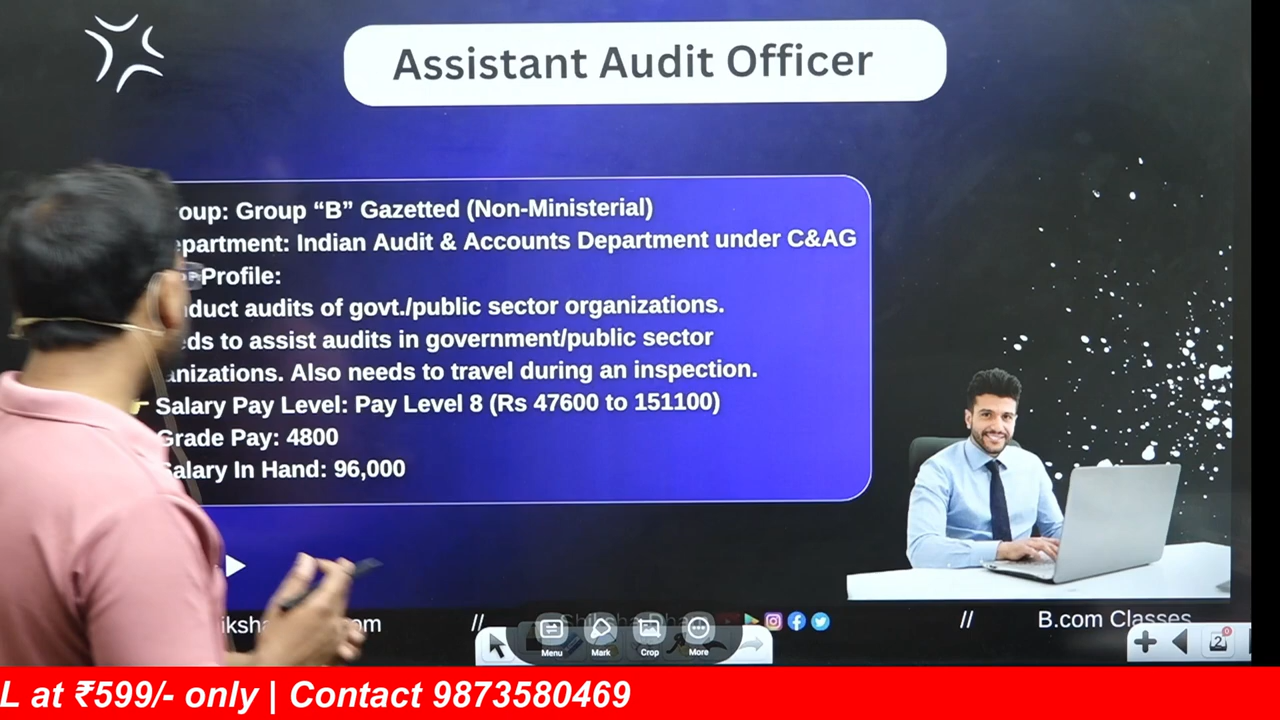 Assistant Audit Officer
roup: Group “B” Gazetted (Non-Ministerial)
epartment: Indian Audit & Accounts Department under C&AG
Profile:
nduct audits of govt./public sector organizations.
eds to assist audits in government/public sector
anizations. Also needs to travel during an inspection.
Salary Pay Level: Pay Level 8 (Rs 47600 to 151100)
Grade Pay: 4800
Salary In Hand: 96,000
// // B.com Classes
Menu Mark Crop More
2
L at ₹599/- only | Contact 9873580469